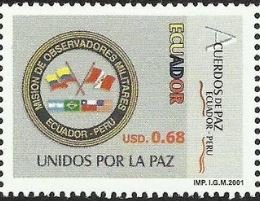 MISION DE OBSERVADORES MILITARES
ECUADOR - PERU
USD. 0.68
UNIDOS POR LA PAZ
ECUADOR
ACUERDOS DE PAZ
ECUADOR - PERU
IMP. I.G.M. 2001